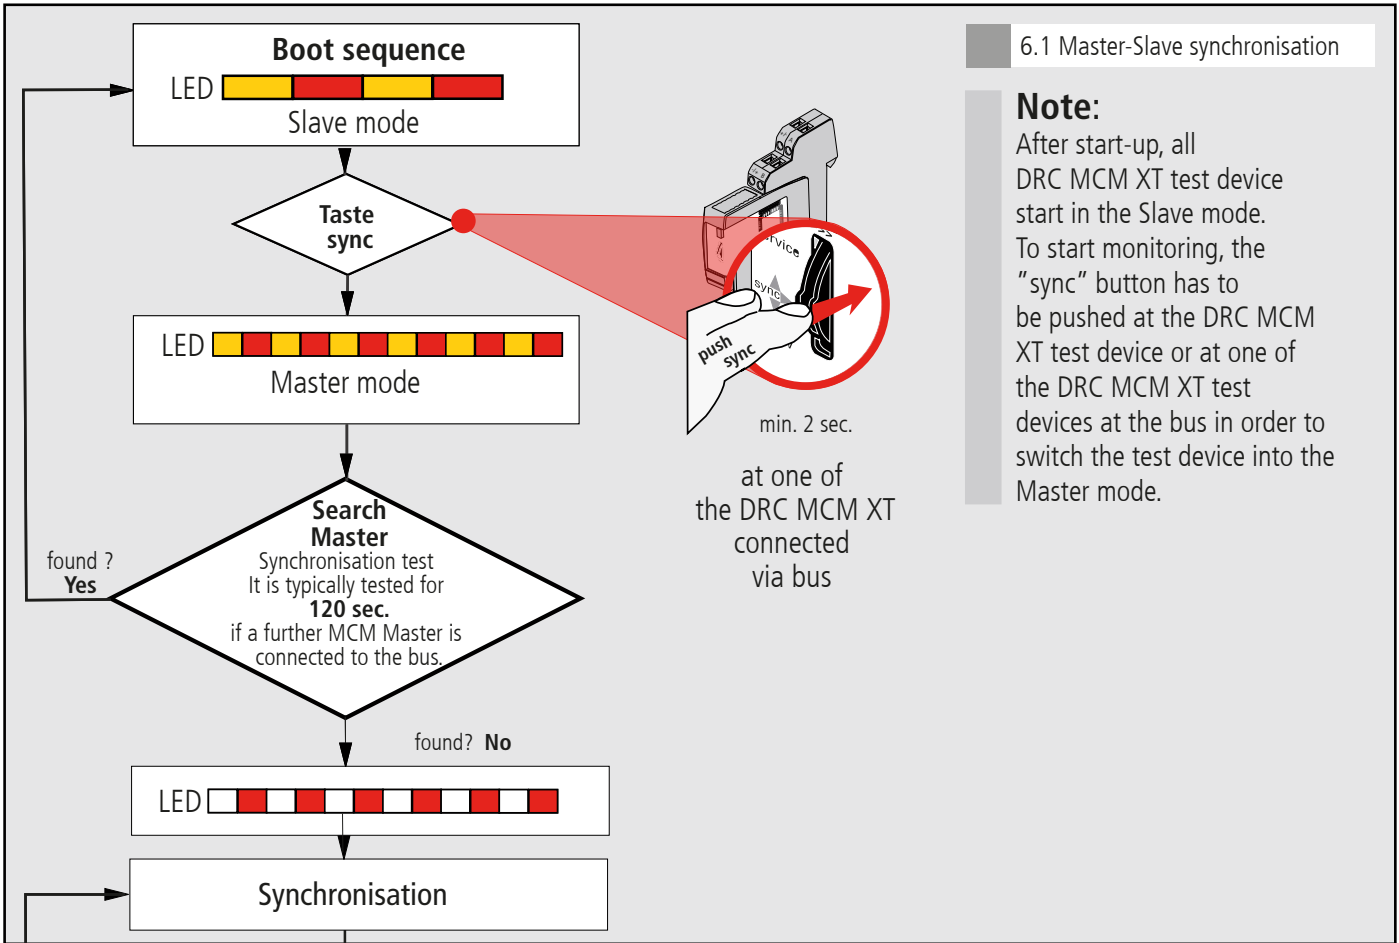 Boot sequence
LED
Slave mode
Taste
sync
LED
Master mode
Search
Master
Synchronisation test
It is typically tested for
120 sec.
if a further MCM Master is
connected to the bus.
found ?
Yes
found? No
LED
Synchronisation
sync
push
sync
min. 2 sec.
at one of
the DRC MCM XT
connected
via bus
6.1 Master-Slave synchronisation
Note:
After start-up, all
DRC MCM XT test device
start in the Slave mode.
To start monitoring, the
”sync” button has to
be pushed at the DRC MCM
XT test device or at one of
the DRC MCM XT test
devices at the bus in order to
switch the test device into the
Master mode.